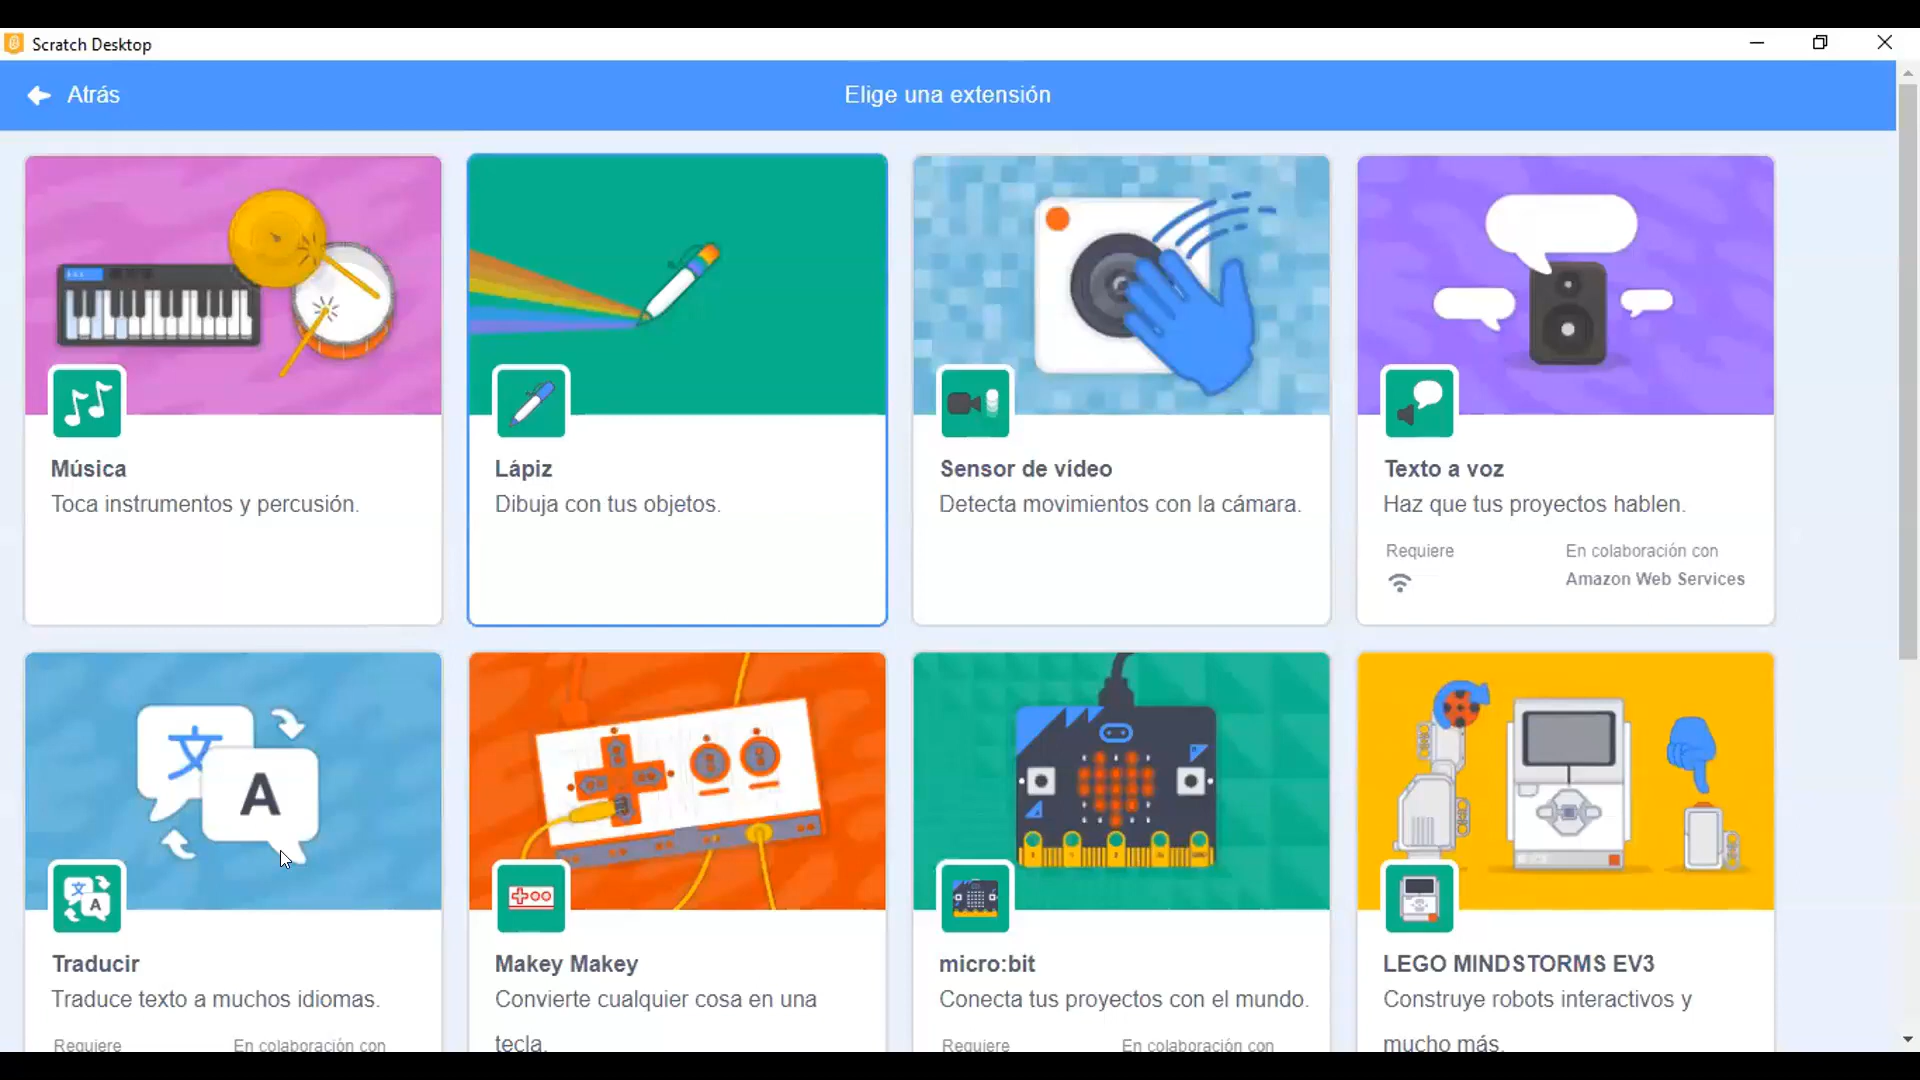 Scratch Desktop
Atrás
Elige una extensión
Música
Toca instrumentos y percusión.
Lápiz
Dibuja con tus objetos.
Sensor de vídeo
Detecta movimientos con la cámara.
Texto a voz
Haz que tus proyectos hablen.
Requiere
En colaboración con
Amazon Web Services
文
A
文
A
Traducir
Traduce texto a muchos idiomas.
Requiere
En colaboración con
Makey Makey
Convierte cualquier cosa en una
tecla.
micro:bit
Conecta tus proyectos con el mundo.
Requiere
En colaboración con
LEGO MINDSTORMS EV3
Construye robots interactivos y
mucho más.